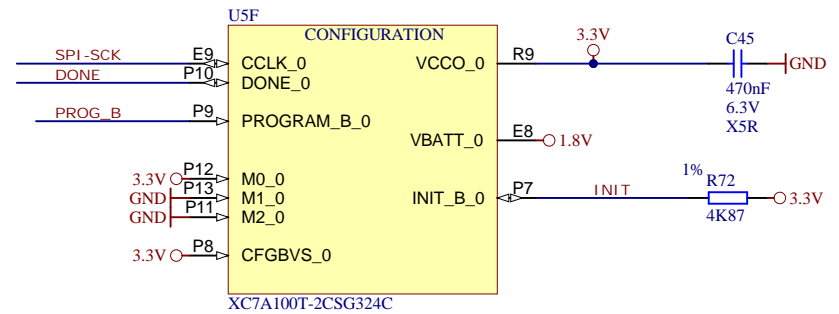 U5F
CONFIGURATION
SPI-SCK E9 CCLK_0
DONE P10 DONE_0
PROG_B P9 PROGRAM_B_0
3.3V P12 M0_0
GND P13 M1_0
GND P11 M2_0
3.3V P8 CFGBVS_0
VCCO_0 R9 3.3V C45 GND
470nF
6.3V
X5R
VBATT_0 E8 1.8V
INIT_B_0 P7 INIT 1% R72 3.3V
4K87
XC7A100T-2CSG324C